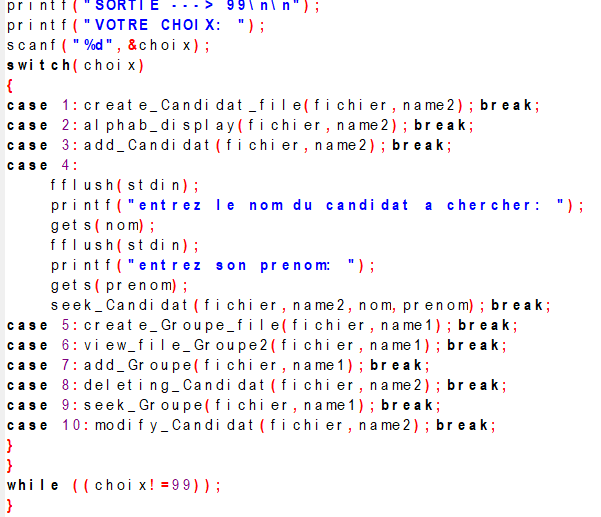 printf("SORTIE ---> 99\n\n");
printf("VOTRE CHOIX: ");
scanf("%d",&choix);
switch(choix)
{
case 1:create_Candidat_file(fichier,name2);break;
case 2:alphab_display(fichier,name2);break;
case 3:add_Candidat(fichier,name2);break;
case 4:
    fflush(stdin);
    printf("entrez le nom du candidat a chercher: ");
    gets(nom);
    fflush(stdin);
    printf("entrez son prenom: ");
    gets(prenom);
    seek_Candidat(fichier,name2,nom,prenom);break;
case 5:create_Groupe_file(fichier,name1);break;
case 6:view_file_Groupe2(fichier,name1);break;
case 7:add_Groupe(fichier,name1);break;
case 8:deleting_Candidat(fichier,name2);break;
case 9:seek_Groupe(fichier,name1);break;
case 10:modify_Candidat(fichier,name2);break;
}
}
while ((choix!=99));
}